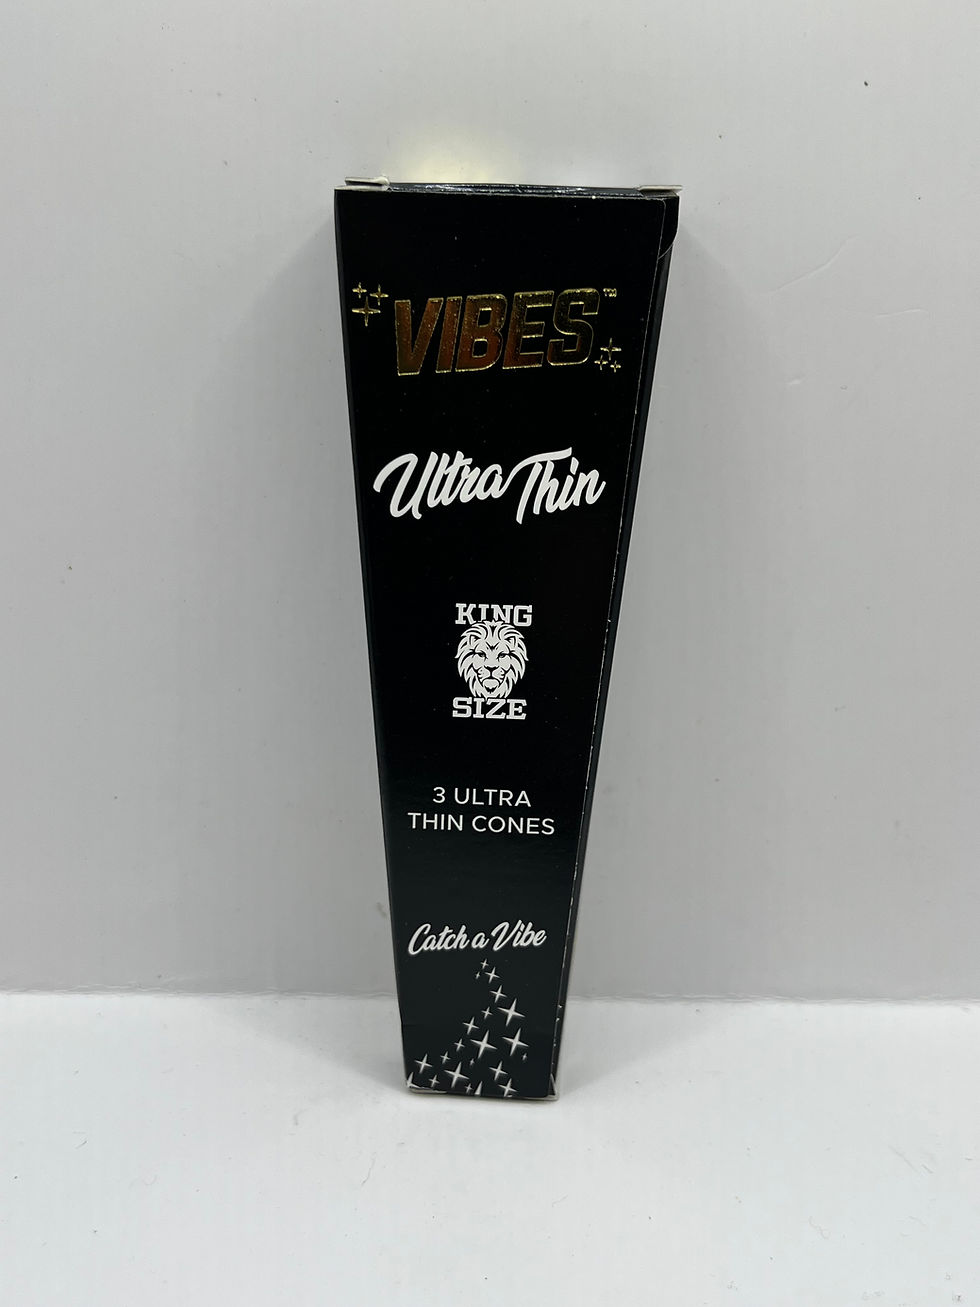 VIBES™
Ultra Thin
KING
SIZE
3 ULTRA
THIN CONES
Catch a Vibe